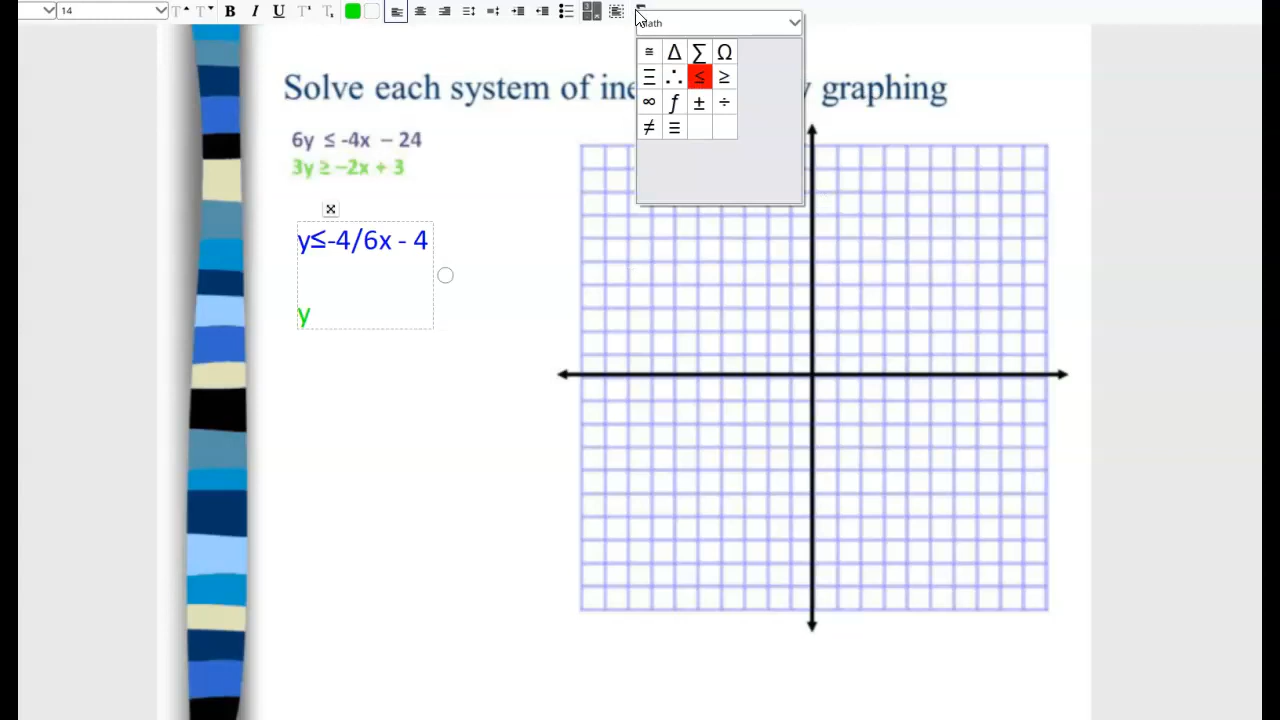 14 T T B I U T T
Math
≅ Δ ∑ Ω
Ξ ∴ ≤ ≥
∞ ƒ ± ÷
≠ ≡
Solve each system of ine y graphing
6y ≤ -4x − 24
3y ≥ −2x + 3
y≤-4/6x - 4
y